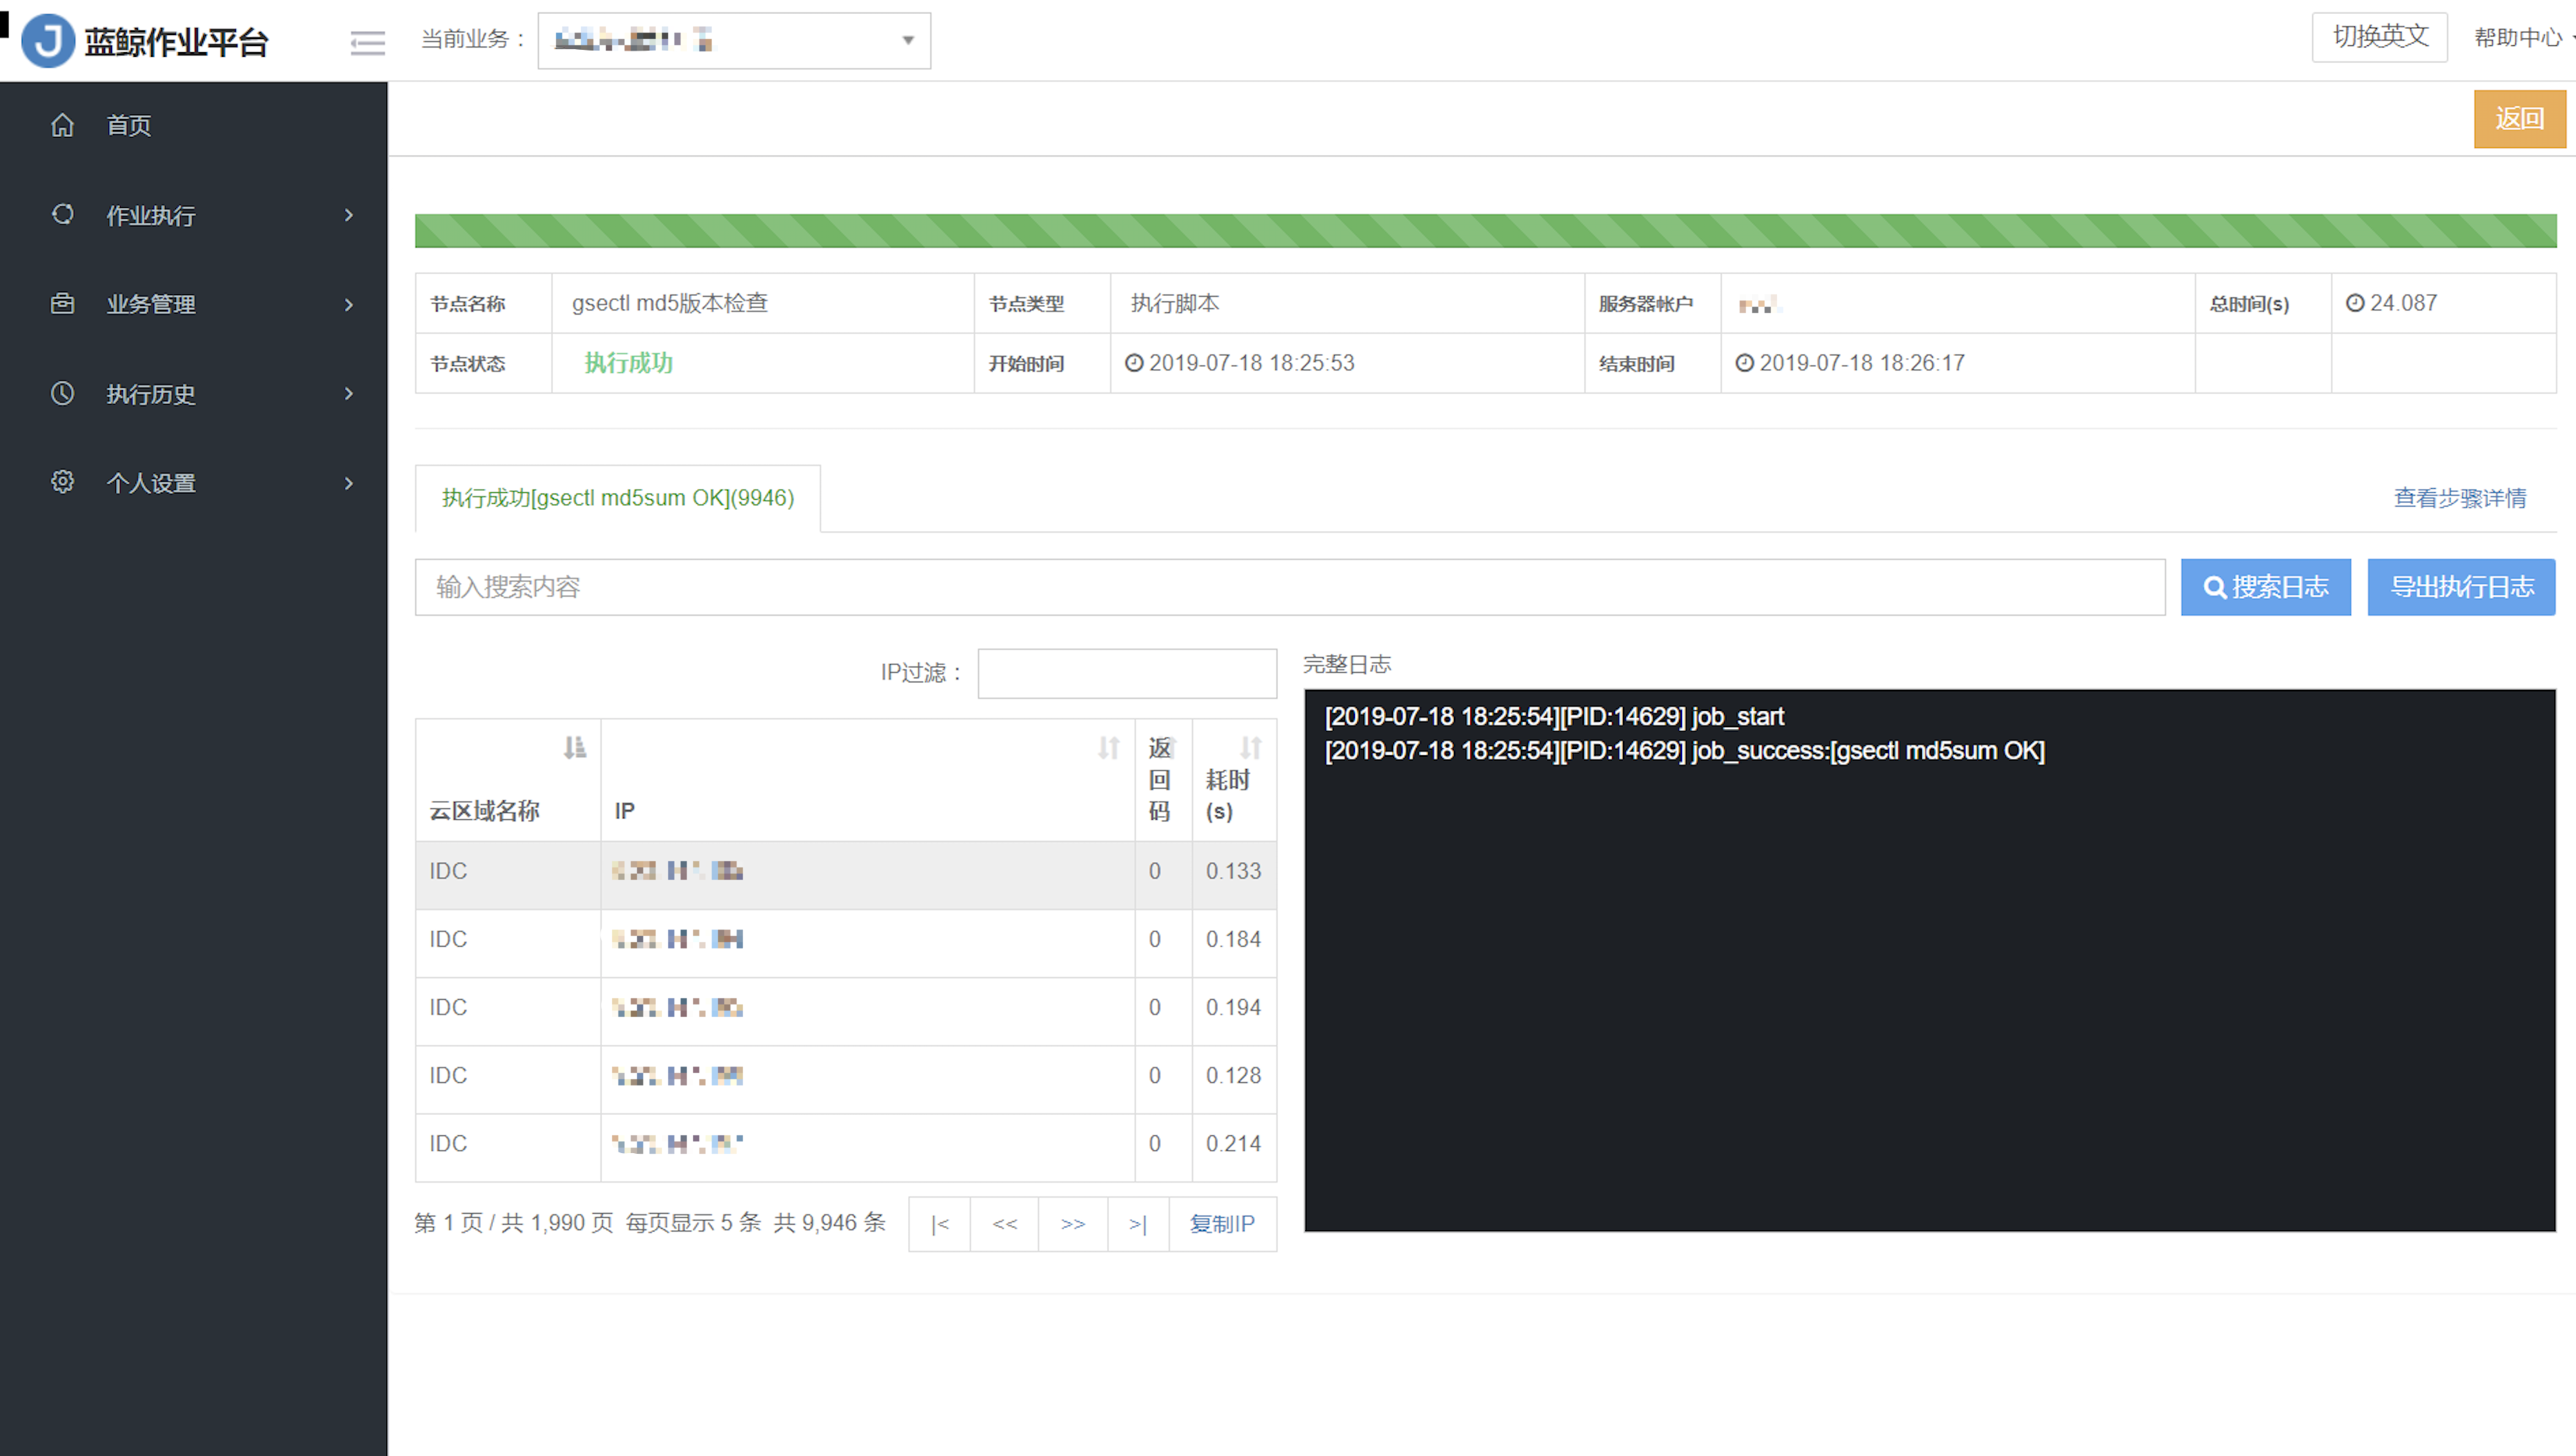 蓝鲸作业平台
当前业务：
切换英文
帮助中心
首页
作业执行
业务管理
执行历史
个人设置
返回
节点名称 gsectl md5版本检查 节点类型 执行脚本 服务器帐户 总时间(s) 24.087
节点状态 执行成功 开始时间 2019-07-18 18:25:53 结束时间 2019-07-18 18:26:17
执行成功[gsectl md5sum OK](9946)
查看步骤详情
输入搜索内容
搜索日志
导出执行日志
IP过滤：
云区域名称 IP 返回码 耗时(s)
IDC 0 0.133
IDC 0 0.184
IDC 0 0.194
IDC 0 0.128
IDC 0 0.214
第 1 页 / 共 1,990 页 每页显示 5 条 共 9,946 条
|< << >> >| 复制IP
完整日志
[2019-07-18 18:25:54][PID:14629] job_start
[2019-07-18 18:25:54][PID:14629] job_success:[gsectl md5sum OK]